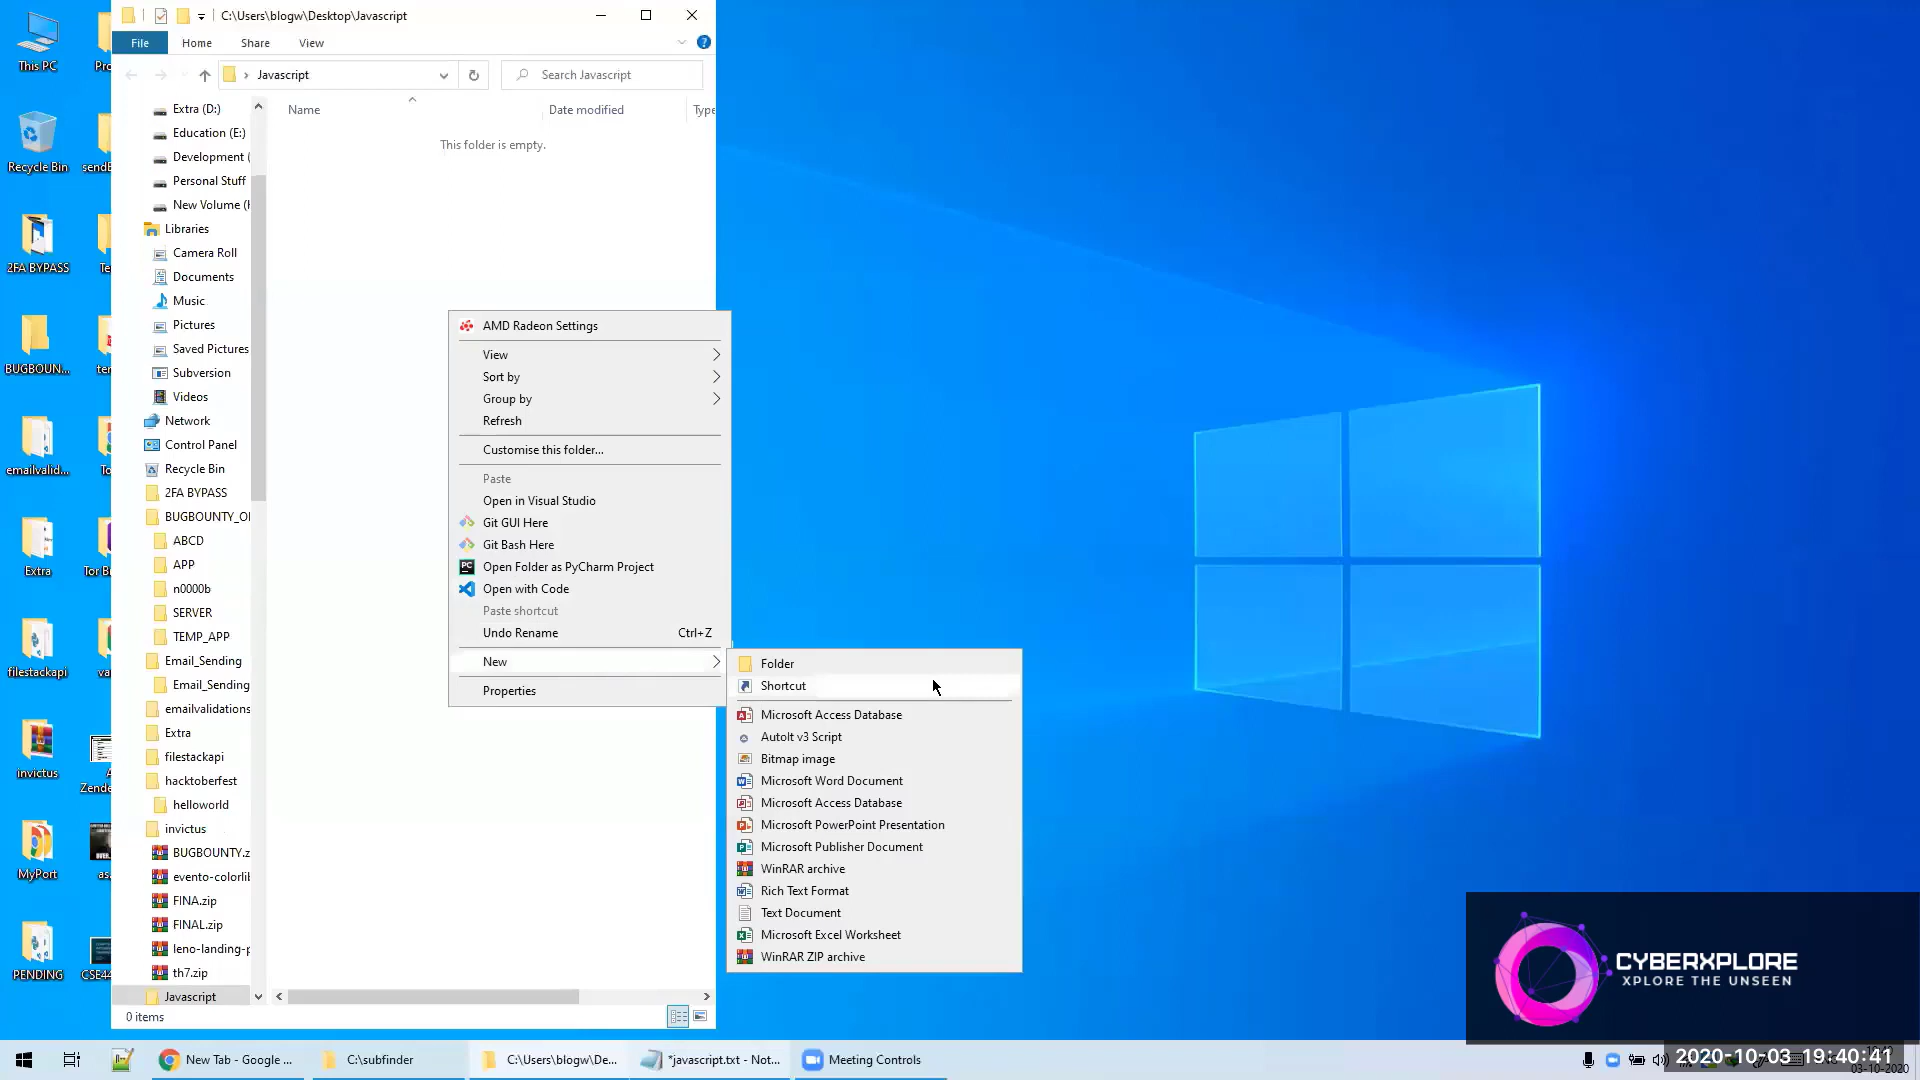 C:\Users\blogw\Desktop\Javascript
File
Home
Share
View
Javascript
Search Javascript
Name
Date modified
Type
This folder is empty.
Extra (D:)
Education (E:)
Development (
Personal Stuff
New Volume (
Libraries
Camera Roll
Documents
Music
Pictures
Saved Pictures
Subversion
Videos
Network
Control Panel
Recycle Bin
2FA BYPASS
BUGBOUNTY_O
ABCD
APP
n0000b
SERVER
TEMP_APP
Email_Sending
Email_Sending
emailvalidations
Extra
filestackapi
hacktoberfest
helloworld
invictus
BUGBOUNTY.z
evento-colorlib
FINA.zip
FINAL.zip
leno-landing-p
th7.zip
Javascript
0 items
AMD Radeon Settings
View
Sort by
Group by
Refresh
Customise this folder...
Paste
Open in Visual Studio
Git GUI Here
Git Bash Here
Open Folder as PyCharm Project
Open with Code
Paste shortcut
Undo Rename Ctrl+Z
New
Properties
Folder
Shortcut
Microsoft Access Database
AutoIt v3 Script
Bitmap image
Microsoft Word Document
Microsoft Access Database
Microsoft PowerPoint Presentation
Microsoft Publisher Document
WinRAR archive
Rich Text Format
Text Document
Microsoft Excel Worksheet
WinRAR ZIP archive
This PC
Recycle Bin
2FA BYPASS
BUGBOUN...
emailvalid...
Extra
filestackapi
invictus
MyPort
PENDING
Pro
sendE
Te
ter
To
Tor B
va
A
Zende
as.
CSE44
CYBERXPLORE
XPLORE THE UNSEEN
New Tab - Google ...
C:\subfinder
C:\Users\blogw\De...
*javascript.txt - Not...
Meeting Controls
2020-10-03 19:40:41
03-10-2020